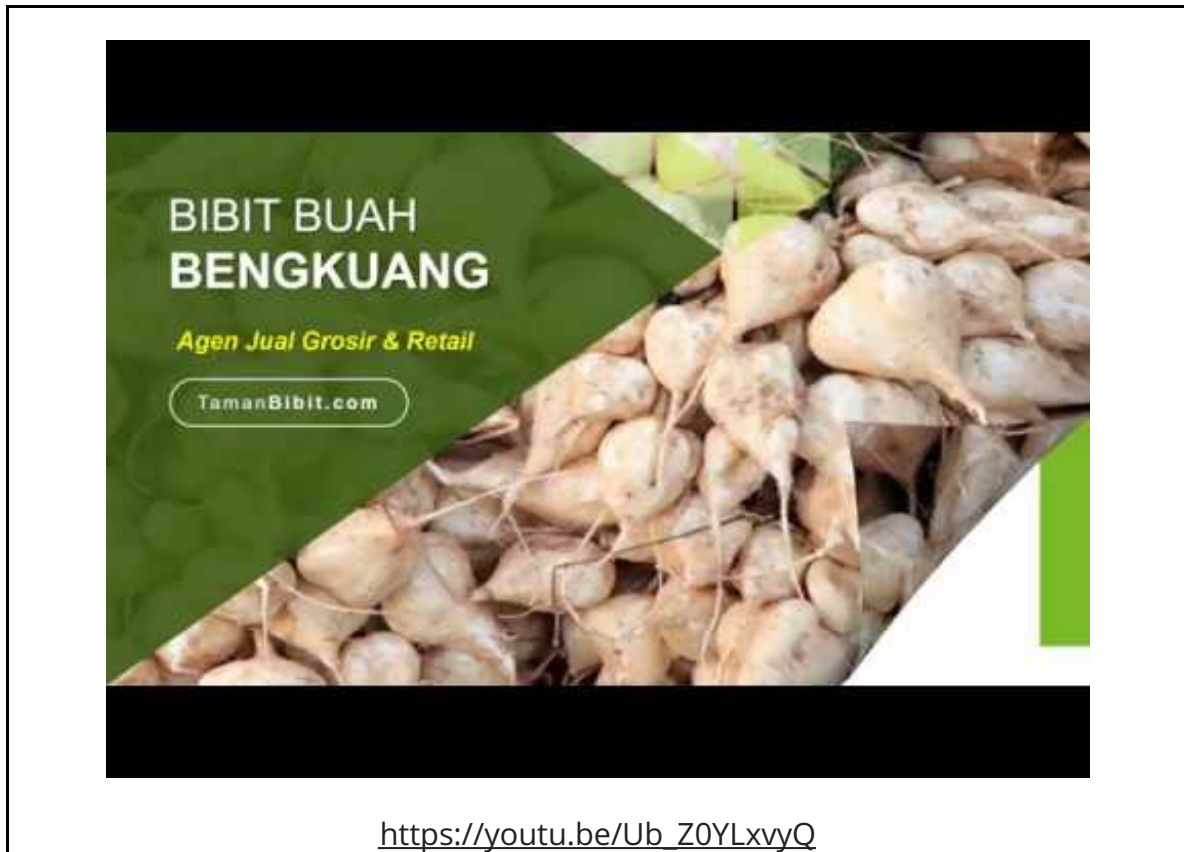 BIBIT BUAH
BENGKUANG
Agen Jual Grosir & Retail
TamanBibit.com
https://youtu.be/Ub_Z0YLxvyQ